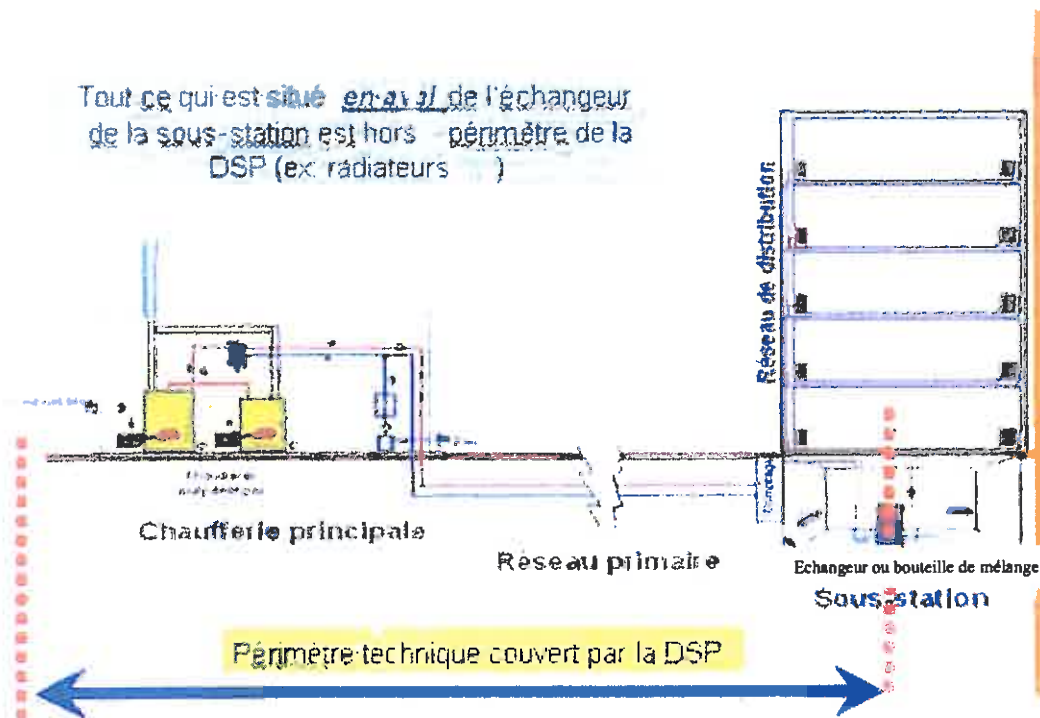 Tout ce qui est situé en aval de l'échangeur
de la sous-station est hors périmètre de la
DSP (ex: radiateurs )
Réseau de distribution
Chaufferie principale
Réseau primaire
Echangeur ou bouteille de mélange
Sous-station
Périmètre technique couvert par la DSP